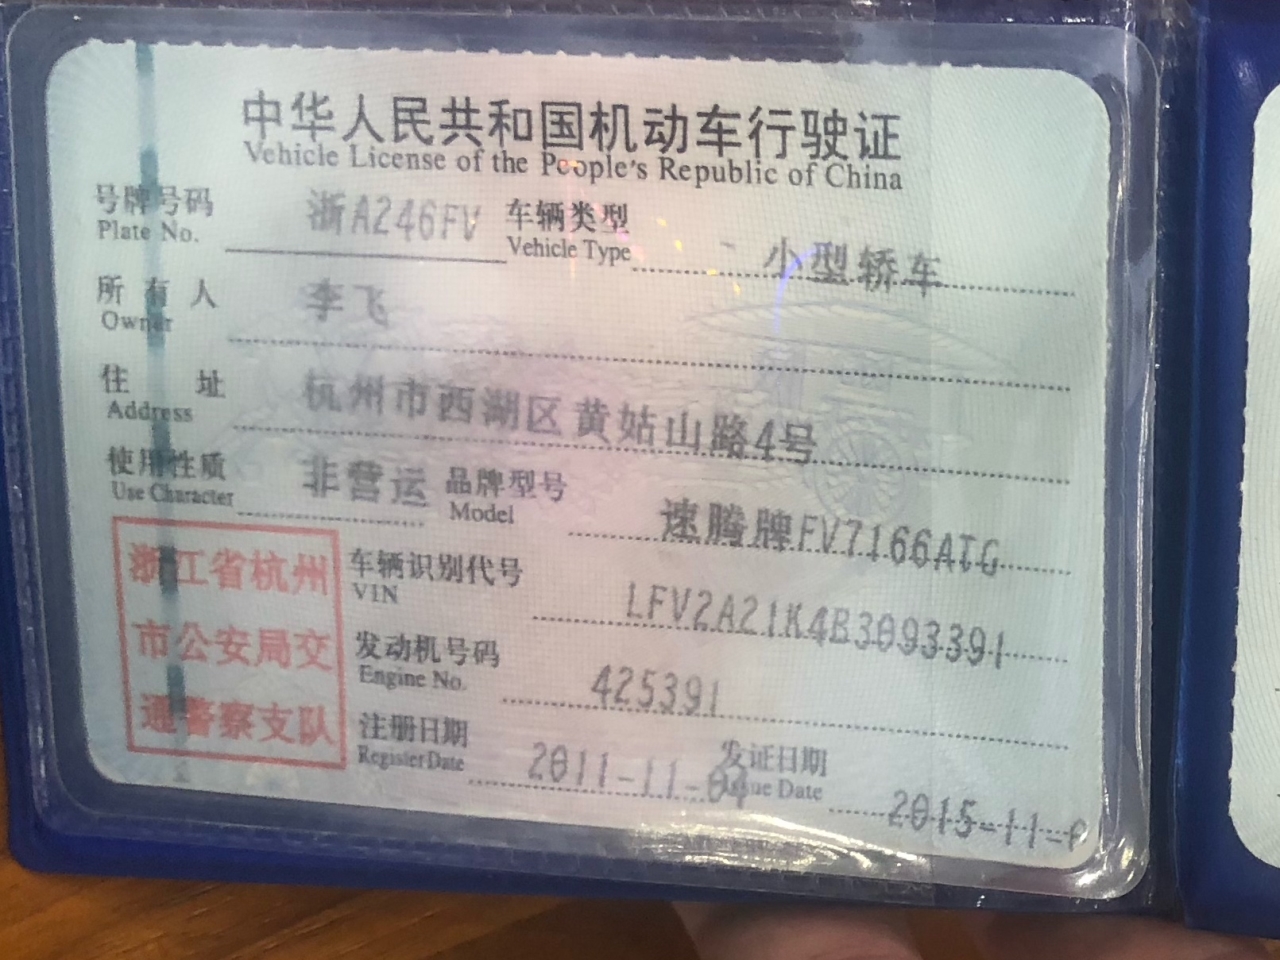 中华人民共和国机动车行驶证
Vehicle License of the People's Republic of China
号牌号码 浙A246FV 车辆类型 小型轿车
Plate No. Vehicle Type
所有人 李飞
Owner
住址 杭州市西湖区黄姑山路4号
Address
使用性质 非营运 品牌型号 速腾牌FV7166ATG
Use Character Model
浙江省杭州
市公安局交
通警察支队
车辆识别代号 LFV2A21K4B3093391
VIN
发动机号码 425391
Engine No.
注册日期 2011-11-04 发证日期 2015-11-
Register Date Issue Date